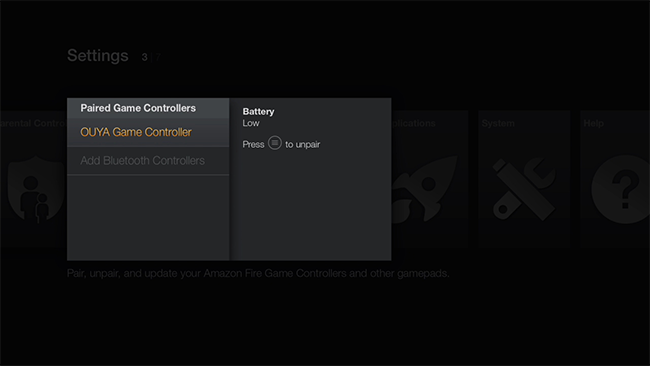 Settings 3|7
Paired Game Controllers
OUYA Game Controller
Add Bluetooth Controllers
Battery
Low
Press to unpair
arental Contro
plications
System
Help
Pair, unpair, and update your Amazon Fire Game Controllers and other gamepads.